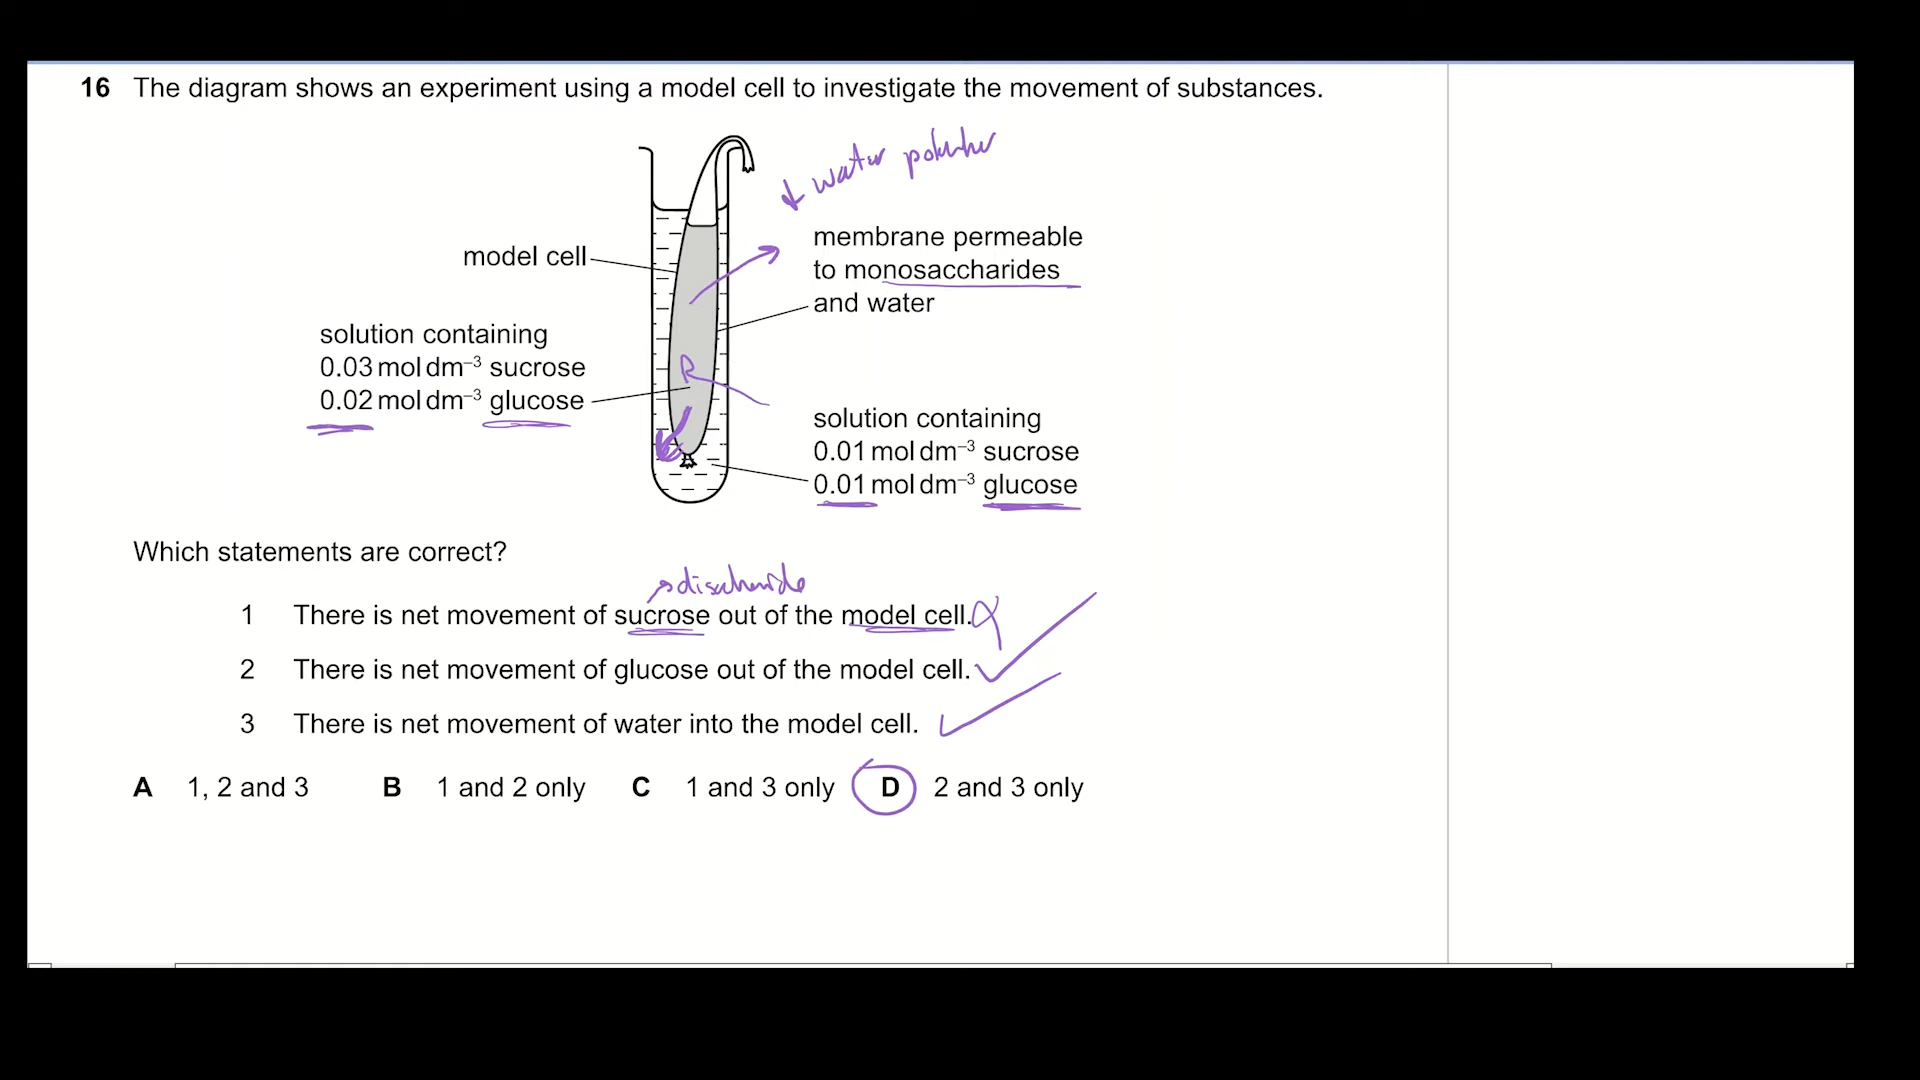 16 The diagram shows an experiment using a model cell to investigate the movement of substances.
water
model cell
membrane permeable
to monosaccharides
and water
solution containing
0.03 mol dm⁻³ sucrose
0.02 mol dm⁻³ glucose
solution containing
0.01 mol dm⁻³ sucrose
0.01 mol dm⁻³ glucose
Which statements are correct?
1 There is net movement of sucrose out of the model cell.
2 There is net movement of glucose out of the model cell.
3 There is net movement of water into the model cell.
A 1, 2 and 3 B 1 and 2 only C 1 and 3 only D 2 and 3 only